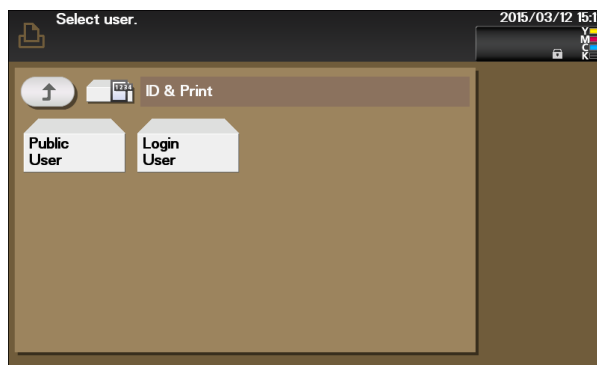 Select user.
2015/03/12 15:1
Y
M
C
K
1234
ID & Print
Public
User
Login
User